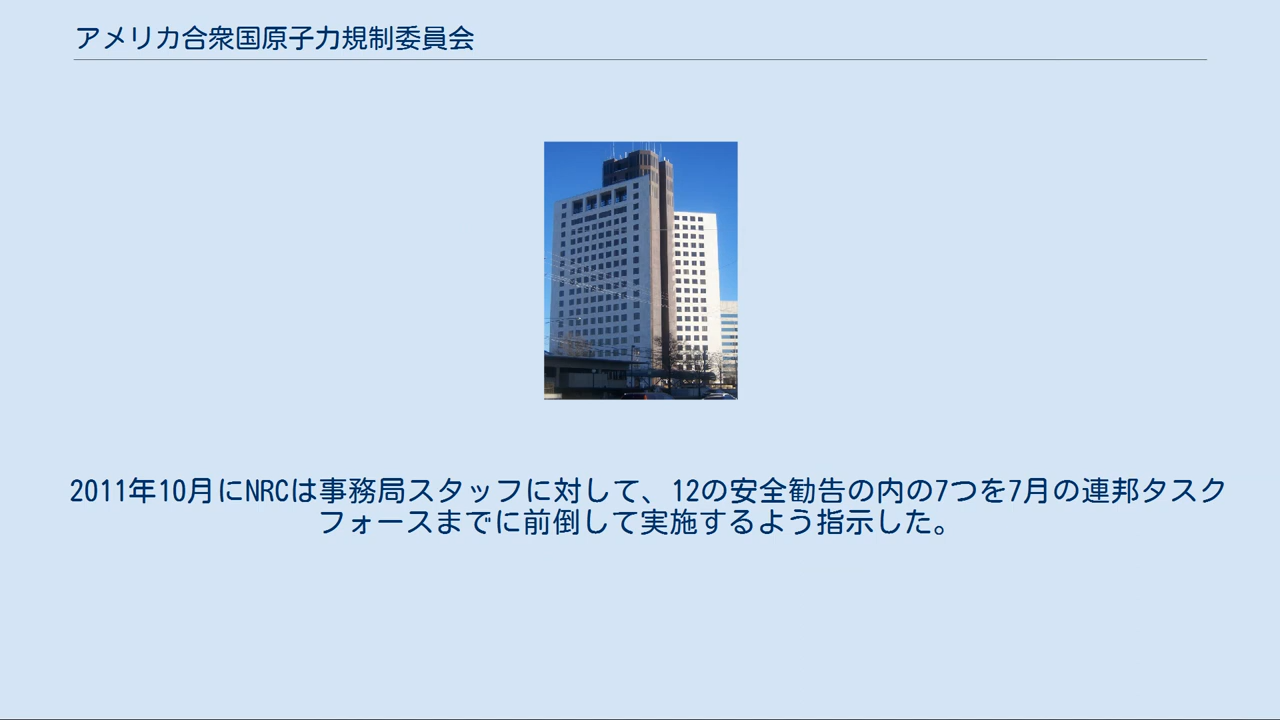 アメリカ合衆国原子力規制委員会
2011年10月にNRCは事務局スタッフに対して、12の安全勧告の内の7つを7月の連邦タスク
フォースまでに前倒して実施するよう指示した。